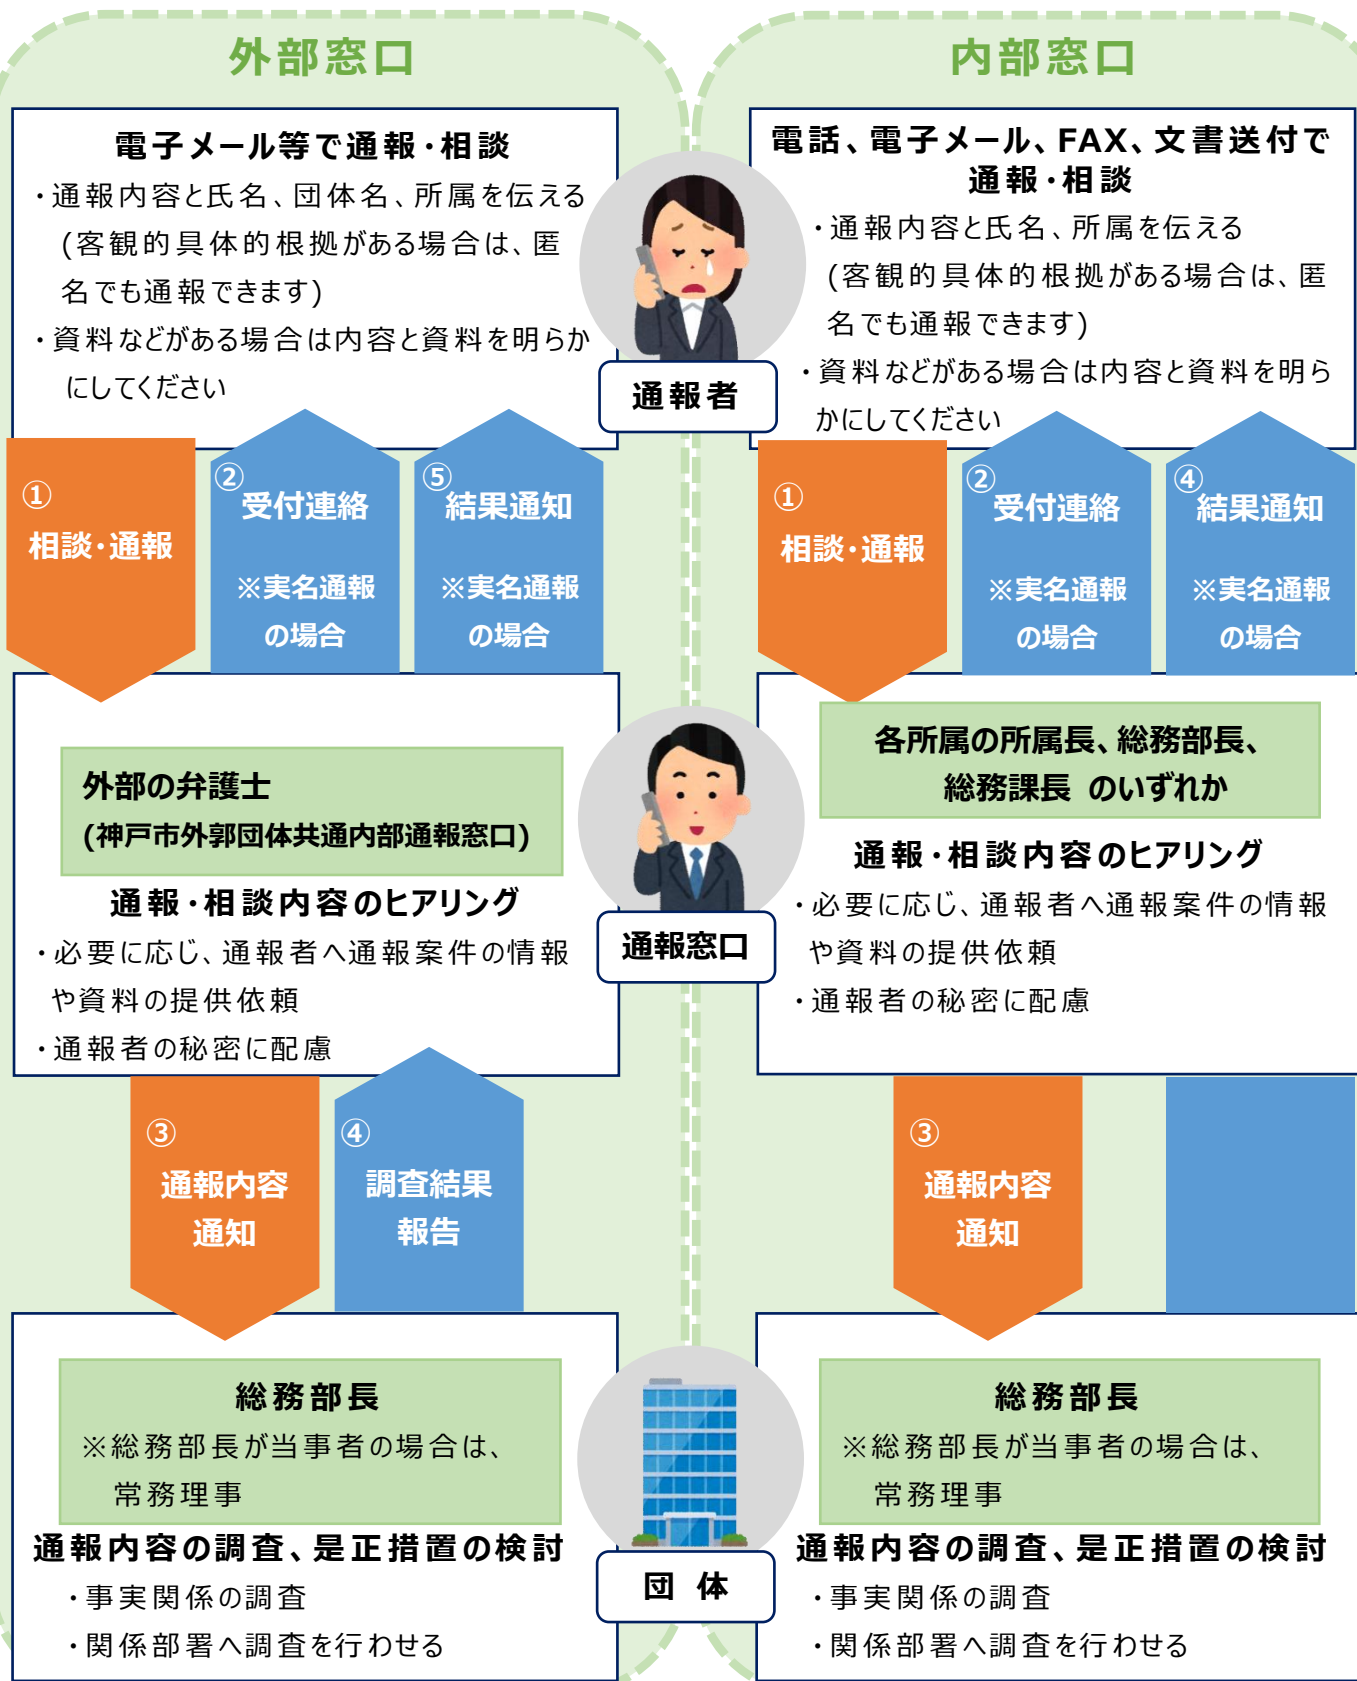 外部窓口
電子メール等で通報・相談
・通報内容と氏名、団体名、所属を伝える
(客観的具体的根拠がある場合は、匿
名でも通報できます)
・資料などがある場合は内容と資料を明らか
にしてください
内部窓口
電話、電子メール、FAX、文書送付で
通報・相談
・通報内容と氏名、所属を伝える
(客観的具体的根拠がある場合は、匿
名でも通報できます)
・資料などがある場合は内容と資料を明ら
かにしてください
通報者
①
相談・通報
②
受付連絡
※実名通報
の場合
⑤
結果通知
※実名通報
の場合
①
相談・通報
②
受付連絡
※実名通報
の場合
④
結果通知
※実名通報
の場合
外部の弁護士
(神戸市外郭団体共通内部通報窓口)
通報・相談内容のヒアリング
・必要に応じ、通報者へ通報案件の情報
や資料の提供依頼
・通報者の秘密に配慮
通報窓口
各所属の所属長、総務部長、
総務課長 のいずれか
通報・相談内容のヒアリング
・必要に応じ、通報者へ通報案件の情報
や資料の提供依頼
・通報者の秘密に配慮
③
通報内容
通知
④
調査結果
報告
③
通報内容
通知
総務部長
※総務部長が当事者の場合は、
常務理事
通報内容の調査、是正措置の検討
・事実関係の調査
・関係部署へ調査を行わせる
団 体
総務部長
※総務部長が当事者の場合は、
常務理事
通報内容の調査、是正措置の検討
・事実関係の調査
・関係部署へ調査を行わせる